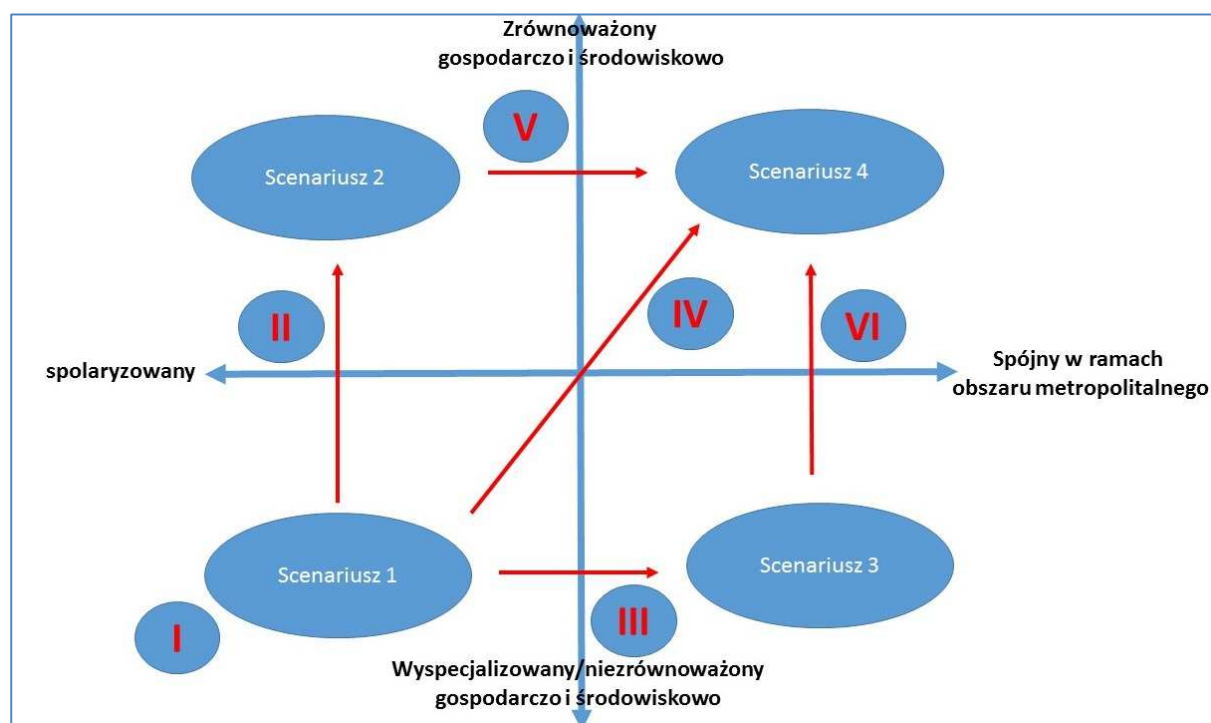 Zrównoważony
gospodarczo i środowiskowo
V
Scenariusz 2
Scenariusz 4
II
IV
VI
spolaryzowany
Spójny w ramach
obszaru metropolitalnego
Scenariusz 1
Scenariusz 3
I
III
Wyspecjalizowany/niezrównoważony
gospodarczo i środowiskowo